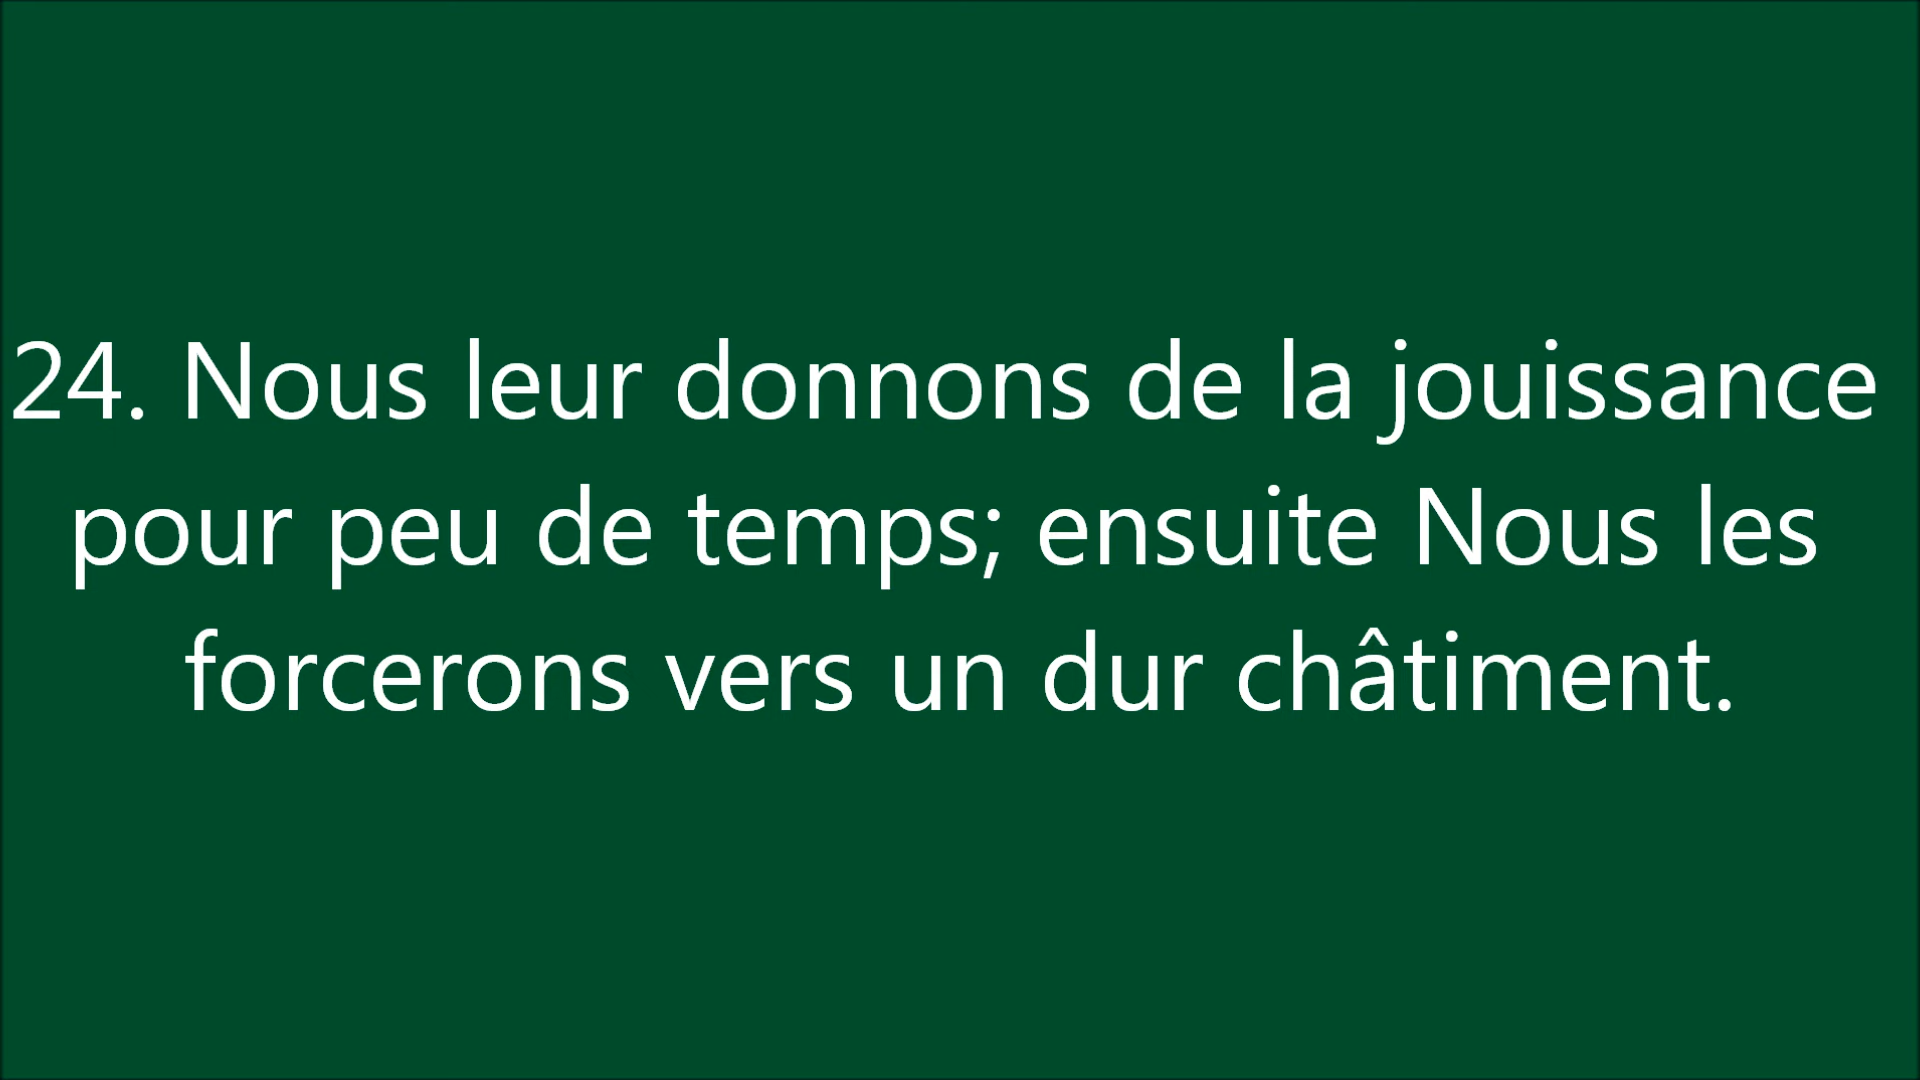 24. Nous leur donnons de la jouissance
pour peu de temps; ensuite Nous les
forcerons vers un dur châtiment.